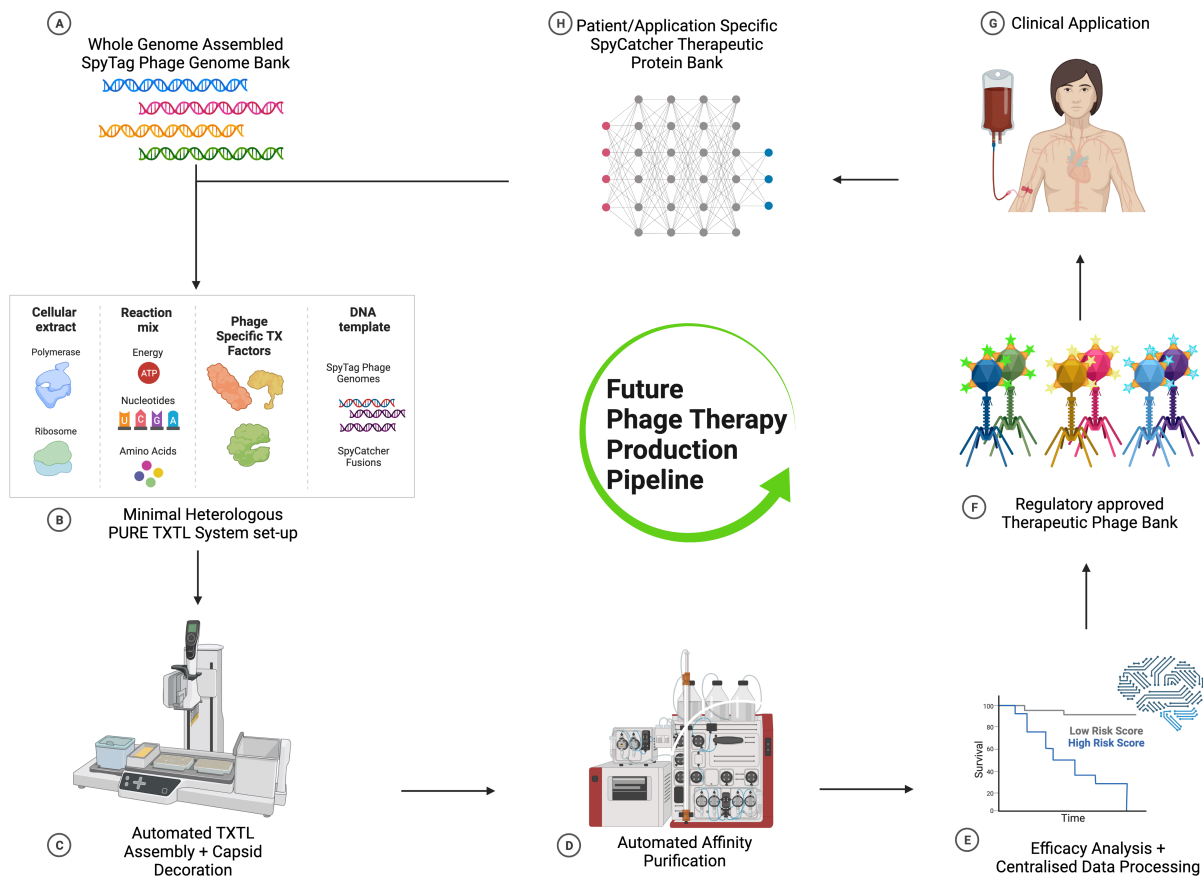 A
Whole Genome Assembled
SpyTag Phage Genome Bank
H
Patient/Application Specific
SpyCatcher Therapeutic
Protein Bank
G
Clinical Application
Cellular
extract
Polymerase
Ribosome
Reaction
mix
Energy
ATP
Nucleotides
U C G A
Amino Acids
Phage
Specific TX
Factors
DNA
template
SpyTag Phage
Genomes
SpyCatcher
Fusions
B
Minimal Heterologous
PURE TXTL System set-up
Future
Phage Therapy
Production
Pipeline
F
Regulatory approved
Therapeutic Phage Bank
C
Automated TXTL
Assembly + Capsid
Decoration
D
Automated Affinity
Purification
100
80
60
40
20
0
Survival
Low Risk Score
High Risk Score
Time
E
Efficacy Analysis +
Centralised Data Processing